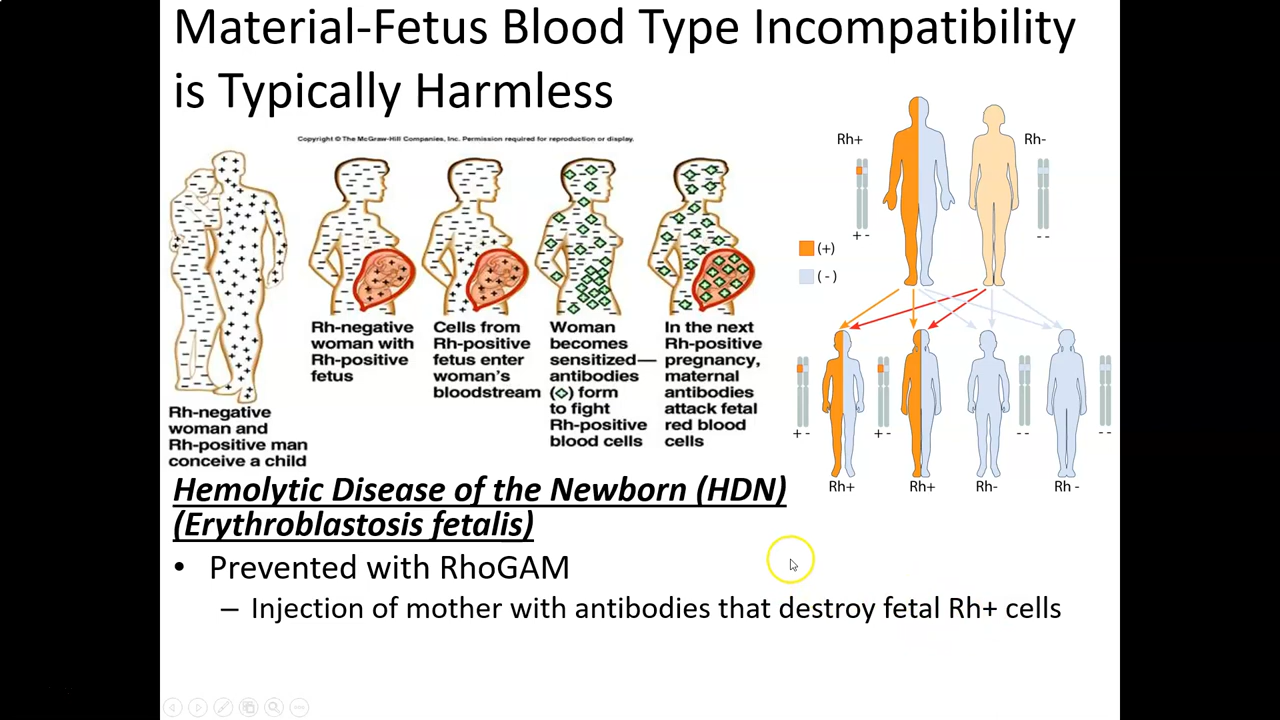 Material-Fetus Blood Type Incompatibility
is Typically Harmless
Copyright © The McGraw-Hill Companies, Inc. Permission required for reproduction or display.
Rh-negative
woman and
Rh-positive man
conceive a child
Rh-negative
woman with
Rh-positive
fetus
Cells from
Rh-positive
fetus enter
woman's
bloodstream
Woman
becomes
sensitized—
antibodies
(◇) form
to fight
Rh-positive
blood cells
In the next
Rh-positive
pregnancy,
maternal
antibodies
attack fetal
red blood
cells
Rh+
Rh-
+ -
- -
(+)
(-)
+ -
+ -
- -
- -
Rh+
Rh+
Rh-
Rh -
Hemolytic Disease of the Newborn (HDN)
(Erythroblastosis fetalis)
• Prevented with RhoGAM
– Injection of mother with antibodies that destroy fetal Rh+ cells